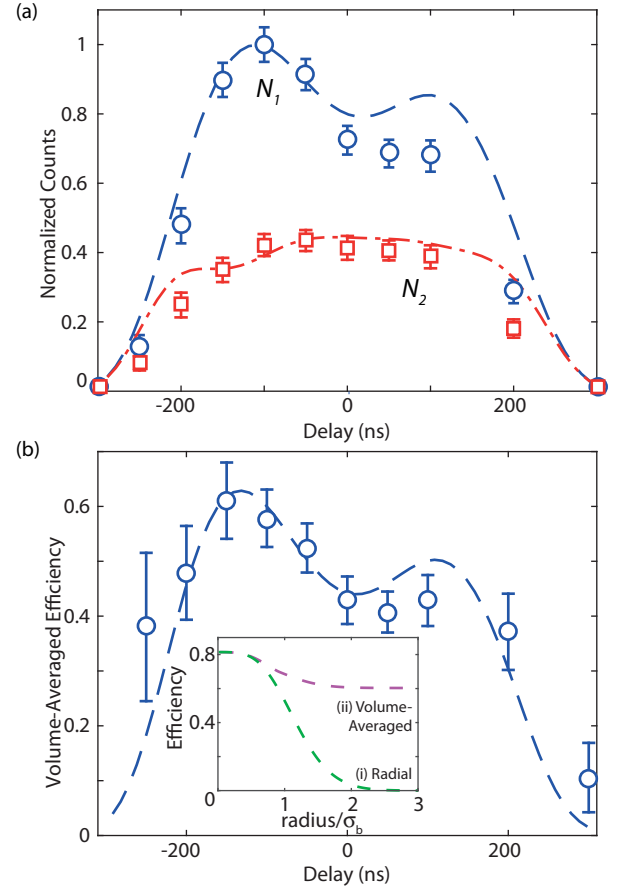 (a)
1
0.8
0.6
0.4
0.2
0
Normalized Counts
N1
N2
-200
0
200
Delay (ns)
(b)
0.6
0.4
0.2
0
Volume-Averaged Efficiency
0.8
0.4
0
Efficiency
(ii) Volume-
Averaged
(i) Radial
0
1
2
3
radius/σb
-200
0
200
Delay (ns)